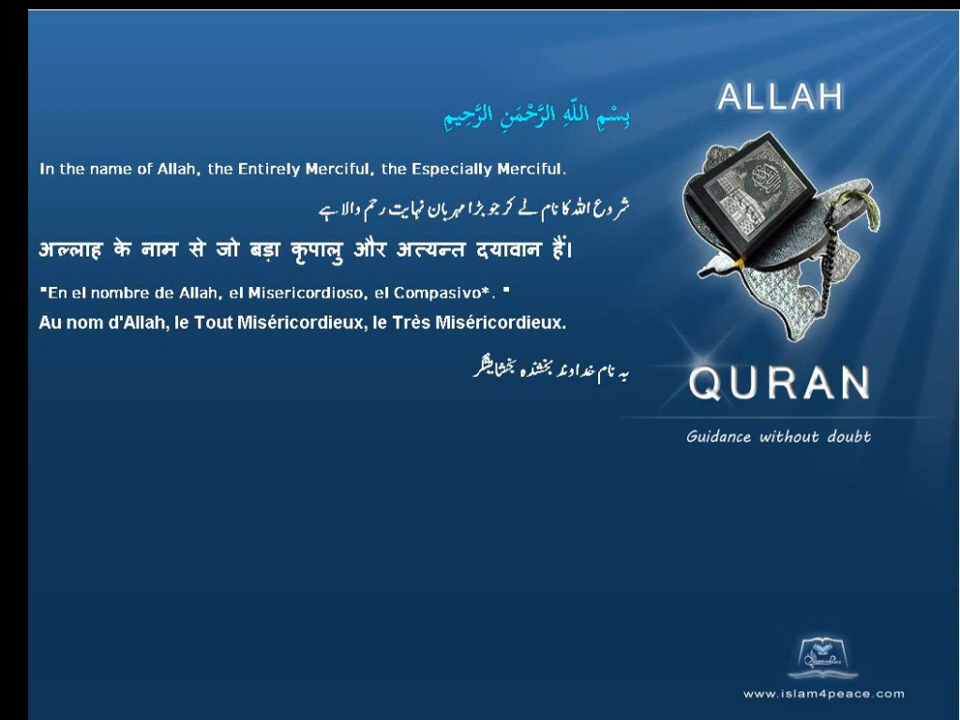 بِسْمِ اللّهِ الرَّحْمَنِ الرَّحِيمِ
In the name of Allah, the Entirely Merciful, the Especially Merciful.
شروع الله کا نام لے کر جو بڑا مہربان نہایت رحم والا ہے
अल्लाह के नाम से जो बड़ा कृपालु और अत्यन्त दयावान हैं।
"En el nombre de Allah, el Misericordioso, el Compasivo*. "
Au nom d'Allah, le Tout Miséricordieux, le Très Miséricordieux.
به نام خداوند بخشنده بخشایشگر
ALLAH
QURAN
Guidance without doubt
www.islam4peace.com